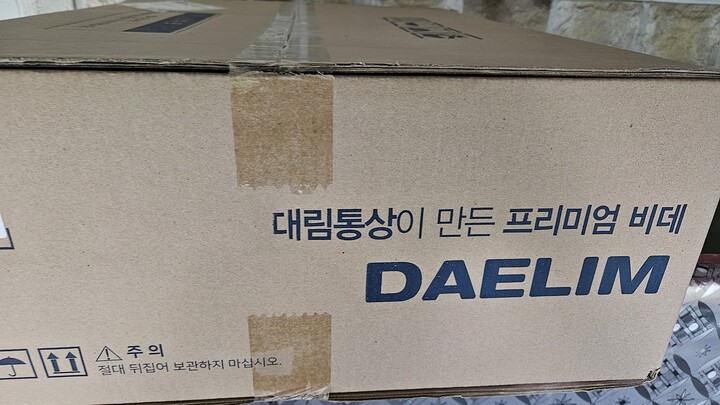 대림통상이 만든 프리미엄 비데
DAELIM
주의
절대 뒤집어 보관하지 마십시오.